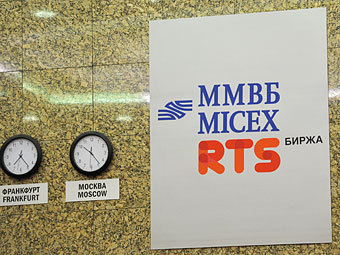 ММВБ
MICEX
RTS БИРЖА
ФРАНКФУРТ
FRANKFURT
МОСКВА
MOSCOW